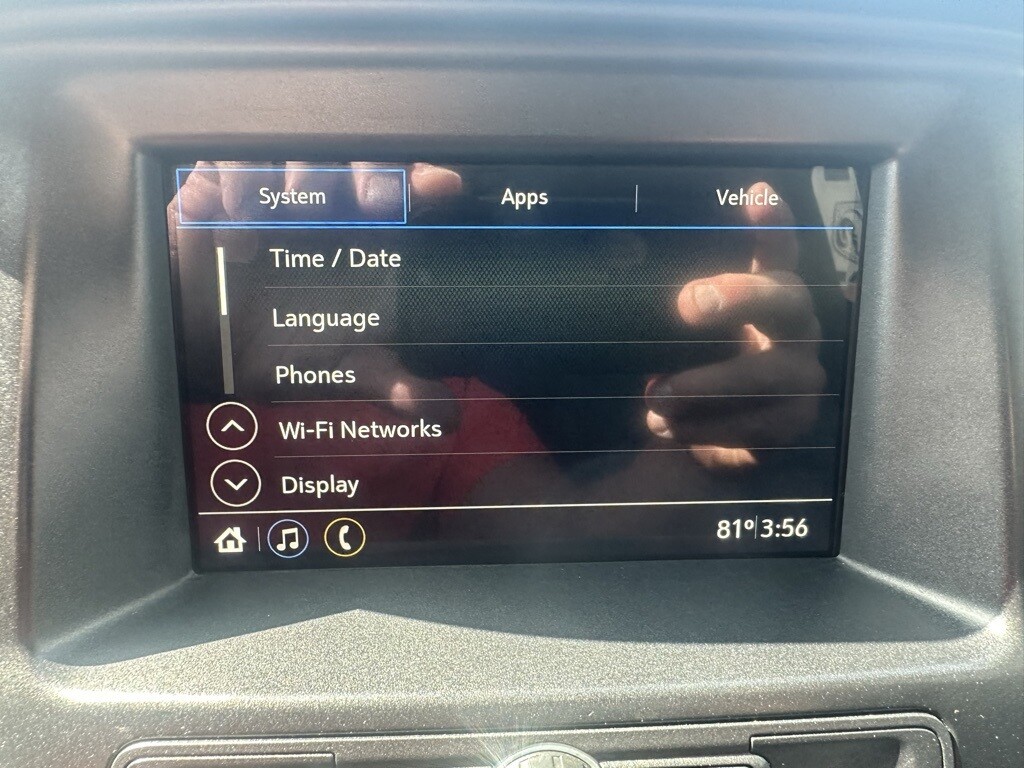 System Apps Vehicle
Time / Date
Language
Phones
Wi-Fi Networks
Display
81° 3:56